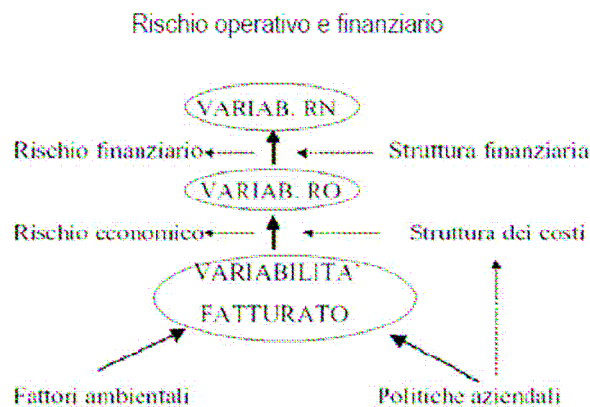 Rischio operativo e finanziario
VARIAB. RN
Rischio finanziario
Struttura finanziaria
VARIAB. RO
Rischio economico
Struttura dei costi
VARIABILITA'
FATTURATO
Fattori ambientali
Politiche aziendali